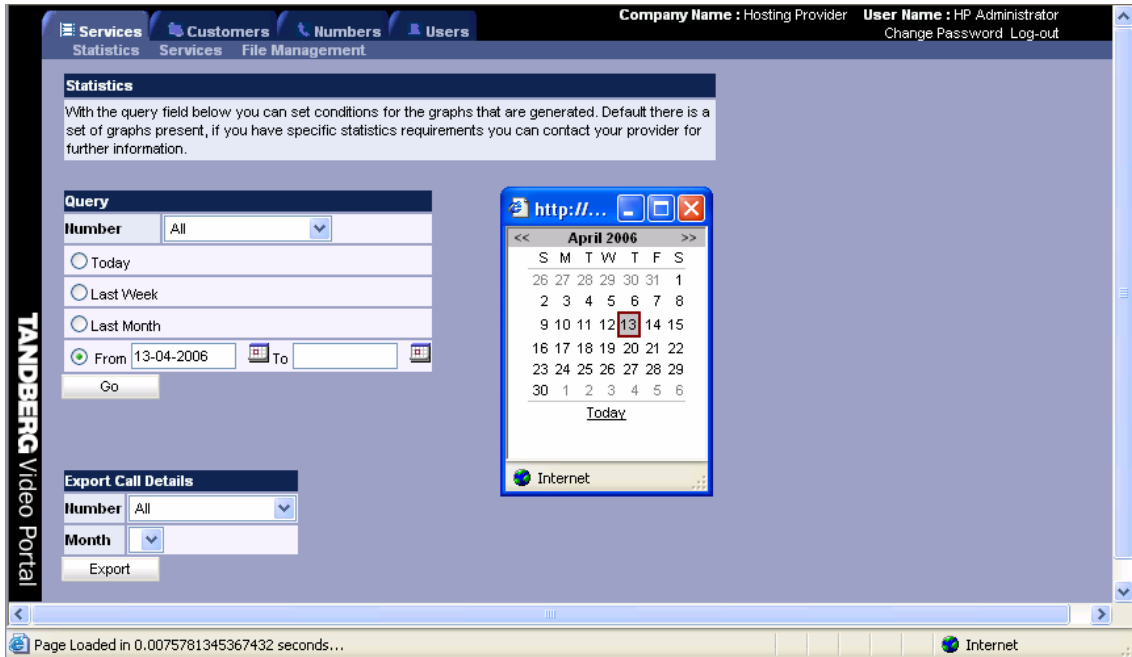 Company Name : Hosting Provider User Name : HP Administrator
Change Password Log-out
Services Customers Numbers Users
Statistics Services File Management
Statistics
With the query field below you can set conditions for the graphs that are generated. Default there is a
set of graphs present, if you have specific statistics requirements you can contact your provider for
further information.
Query
Number All
Today
Last Week
Last Month
From 13-04-2006 To
Go
http://...
<< April 2006 >>
S M T W T F S
26 27 28 29 30 31 1
2 3 4 5 6 7 8
9 10 11 12 13 14 15
16 17 18 19 20 21 22
23 24 25 26 27 28 29
30 1 2 3 4 5 6
Today
Internet
Export Call Details
Number All
Month
Export
TANDBERG Video Portal
Page Loaded in 0.0075781345367432 seconds...
Internet